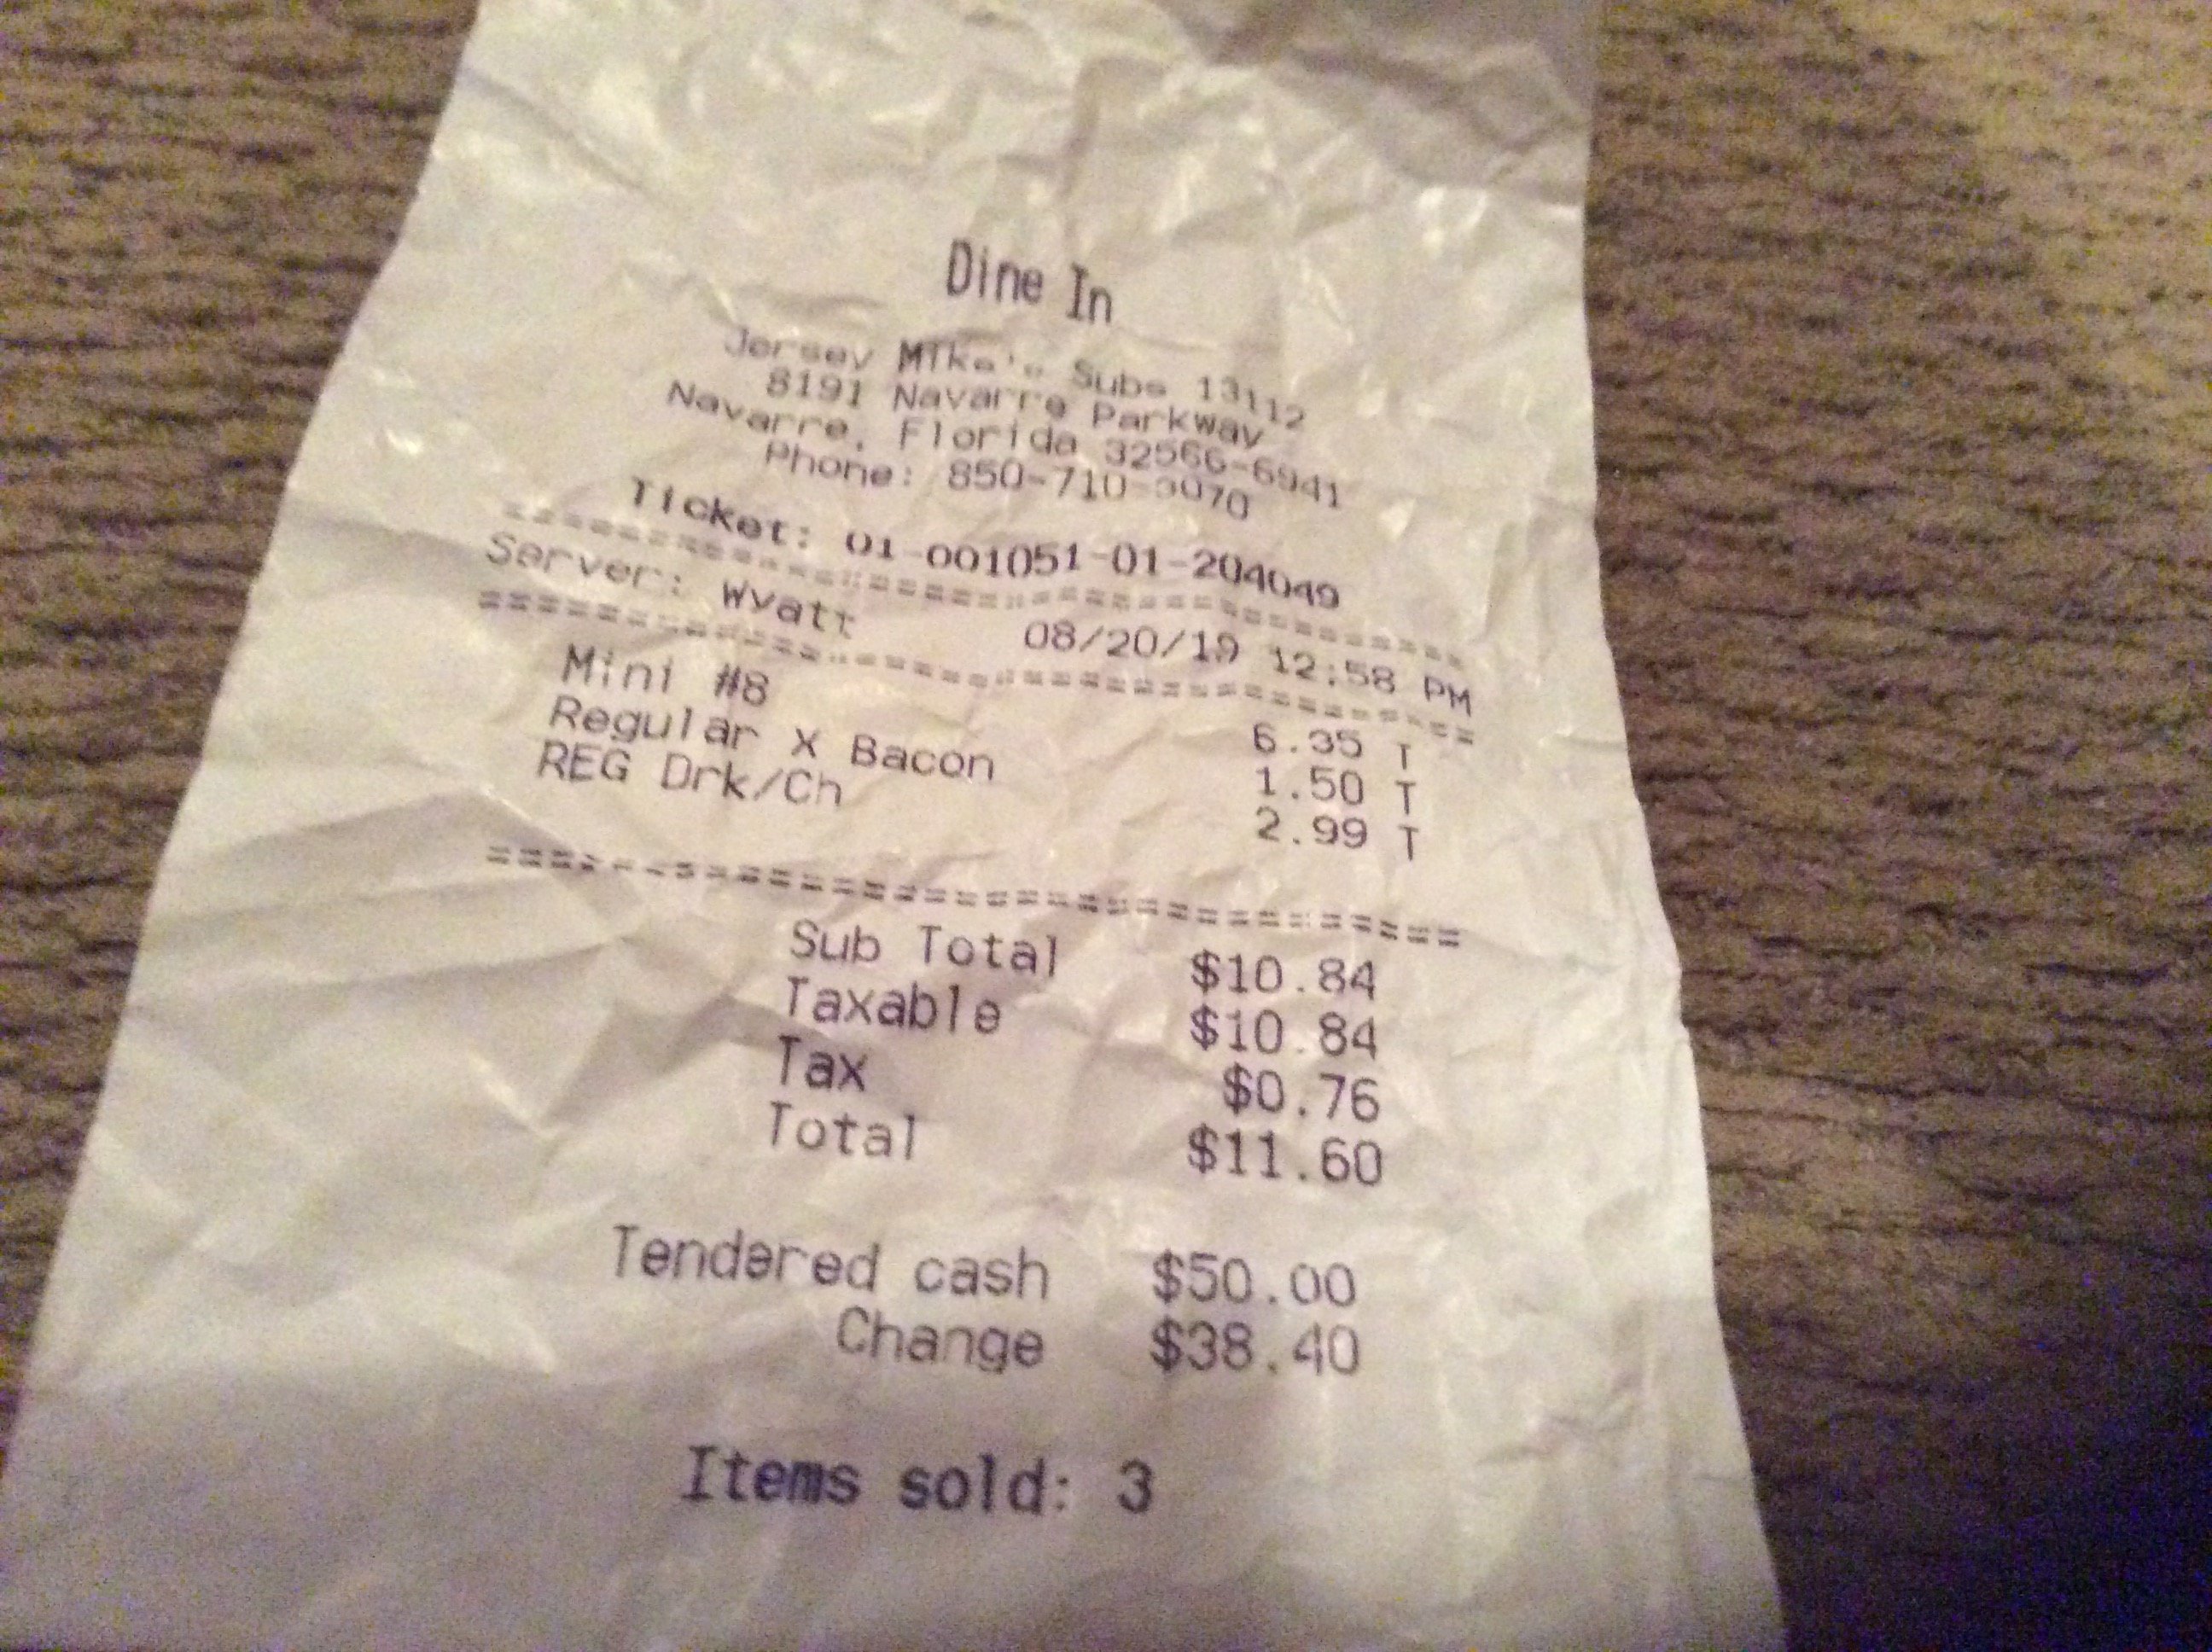 Dine In
Jersey Mike's Subs 13112
8191 Navarre Parkway
Navarre, Florida 32566-6941
Phone:
Ticket: 01-001051-01-204049
Server: Wyatt 08/20/19 12:58 PM
Mini #8 6.35 T
Regular X Bacon 1.50 T
REG Drk/Ch 2.99 T
Sub Total $10.84
Taxable $10.84
Tax $0.76
Total $11.60
Tendered cash $50.00
Change $38.40
Items sold: 3